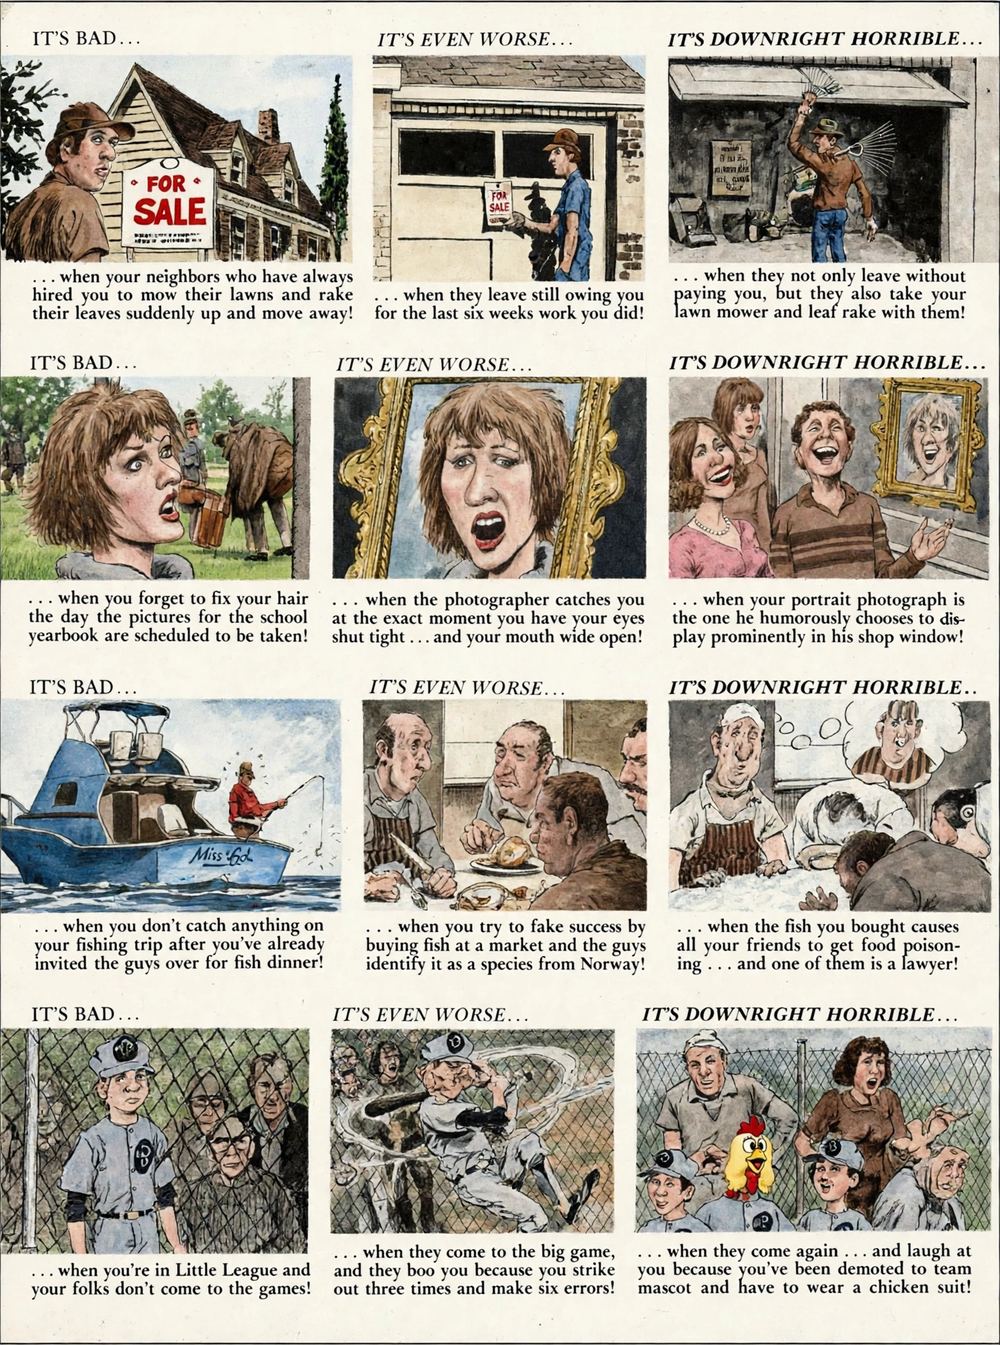 IT'S BAD...
IT'S EVEN WORSE...
IT'S DOWNRIGHT HORRIBLE...
FOR
SALE
FOR
SALE
... when your neighbors who have always
hired you to mow their lawns and rake
their leaves suddenly up and move away!
... when they leave still owing you
for the last six weeks work you did!
... when they not only leave without
paying you, but they also take your
lawn mower and leaf rake with them!
IT'S BAD...
IT'S EVEN WORSE...
IT'S DOWNRIGHT HORRIBLE...
... when you forget to fix your hair
the day the pictures for the school
yearbook are scheduled to be taken!
... when the photographer catches you
at the exact moment you have your eyes
shut tight ... and your mouth wide open!
... when your portrait photograph is
the one he humorously chooses to dis-
play prominently in his shop window!
IT'S BAD...
IT'S EVEN WORSE...
IT'S DOWNRIGHT HORRIBLE..
Miss
... when you don't catch anything on
your fishing trip after you've already
invited the guys over for fish dinner!
... when you try to fake success by
buying fish at a market and the guys
identify it as a species from Norway!
... when the fish you bought causes
all your friends to get food poison-
ing ... and one of them is a lawyer!
IT'S BAD...
IT'S EVEN WORSE...
IT'S DOWNRIGHT HORRIBLE...
... when you're in Little League and
your folks don't come to the games!
... when they come to the big game,
and they boo you because you strike
out three times and make six errors!
... when they come again ... and laugh at
you because you've been demoted to team
mascot and have to wear a chicken suit!